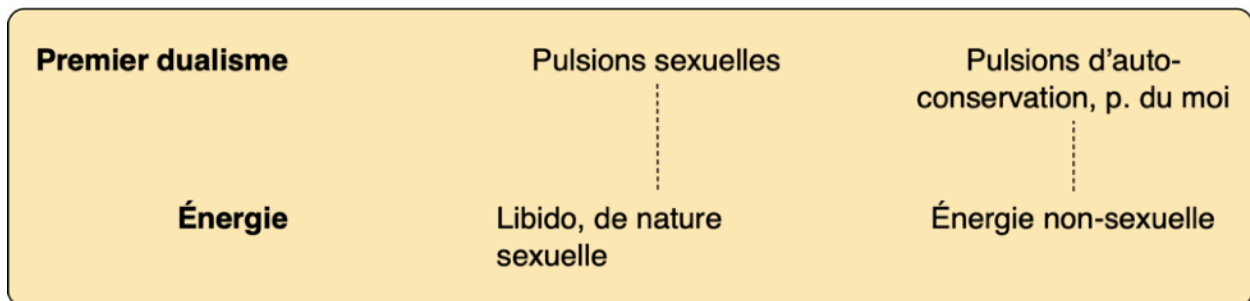 Premier dualisme
Pulsions sexuelles
Pulsions d'auto-
conservation, p. du moi
Énergie
Libido, de nature
sexuelle
Énergie non-sexuelle